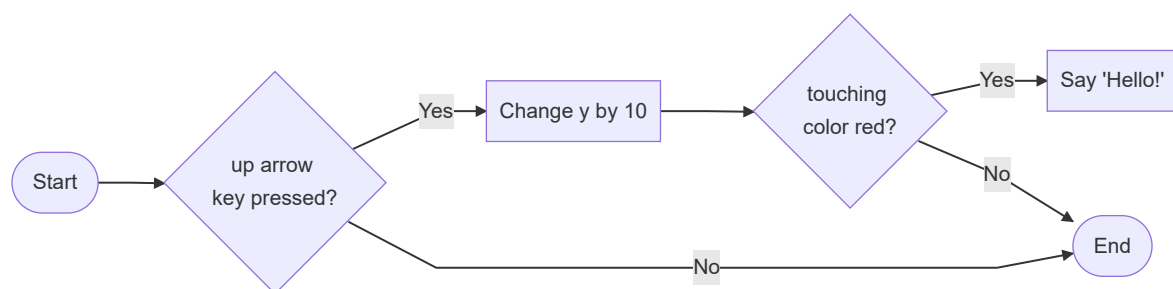 Start
up arrow
key pressed?
Yes
Change y by 10
touching
color red?
Yes
Say 'Hello!'
No
No
End